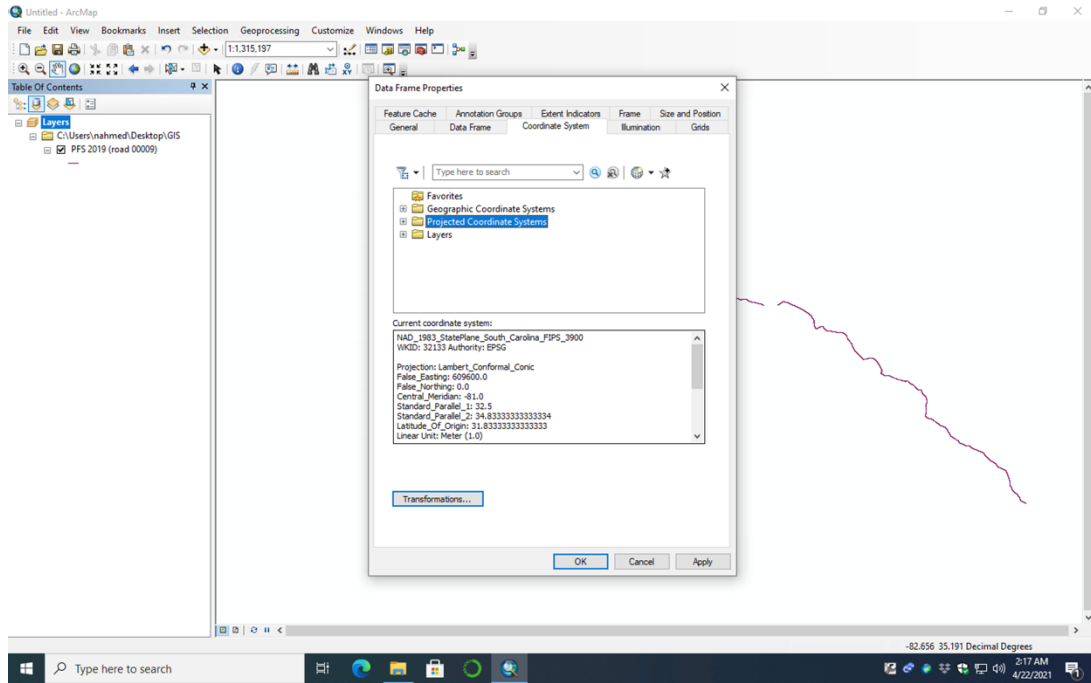 Untitled - ArcMap
File Edit View Bookmarks Insert Selection Geoprocessing Customize Windows Help
1:1,315,197
Table Of Contents
Layers
C:\Users\nahmed\Desktop\GIS
PFS 2019 (road 00009)
Data Frame Properties
Feature Cache Annotation Groups Extent Indicators Frame Size and Position
General Data Frame Coordinate System Illumination Grids
Type here to search
Favorites
Geographic Coordinate Systems
Projected Coordinate Systems
Layers
Current coordinate system:
NAD_1983_StatePlane_South_Carolina_FIPS_3900
WKID: 32133 Authority: EPSG
Projection: Lambert_Conformal_Conic
False_Easting: 609600.0
False_Northing: 0.0
Central_Meridian: -81.0
Standard_Parallel_1: 32.5
Standard_Parallel_2: 34.83333333333334
Latitude_Of_Origin: 31.83333333333333
Linear Unit: Meter (1.0)
Transformations...
OK Cancel Apply
-82.656 35.191 Decimal Degrees
Type here to search
2:17 AM
4/22/2021